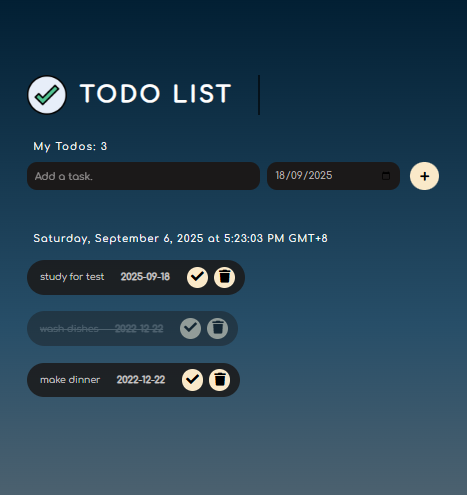 TODO LIST
My Todos: 3
Add a task. 18/09/2025 +
Saturday, September 6, 2025 at 5:23:03 PM GMT+8
study for test 2025-09-18
wash dishes 2022-12-22
make dinner 2022-12-22